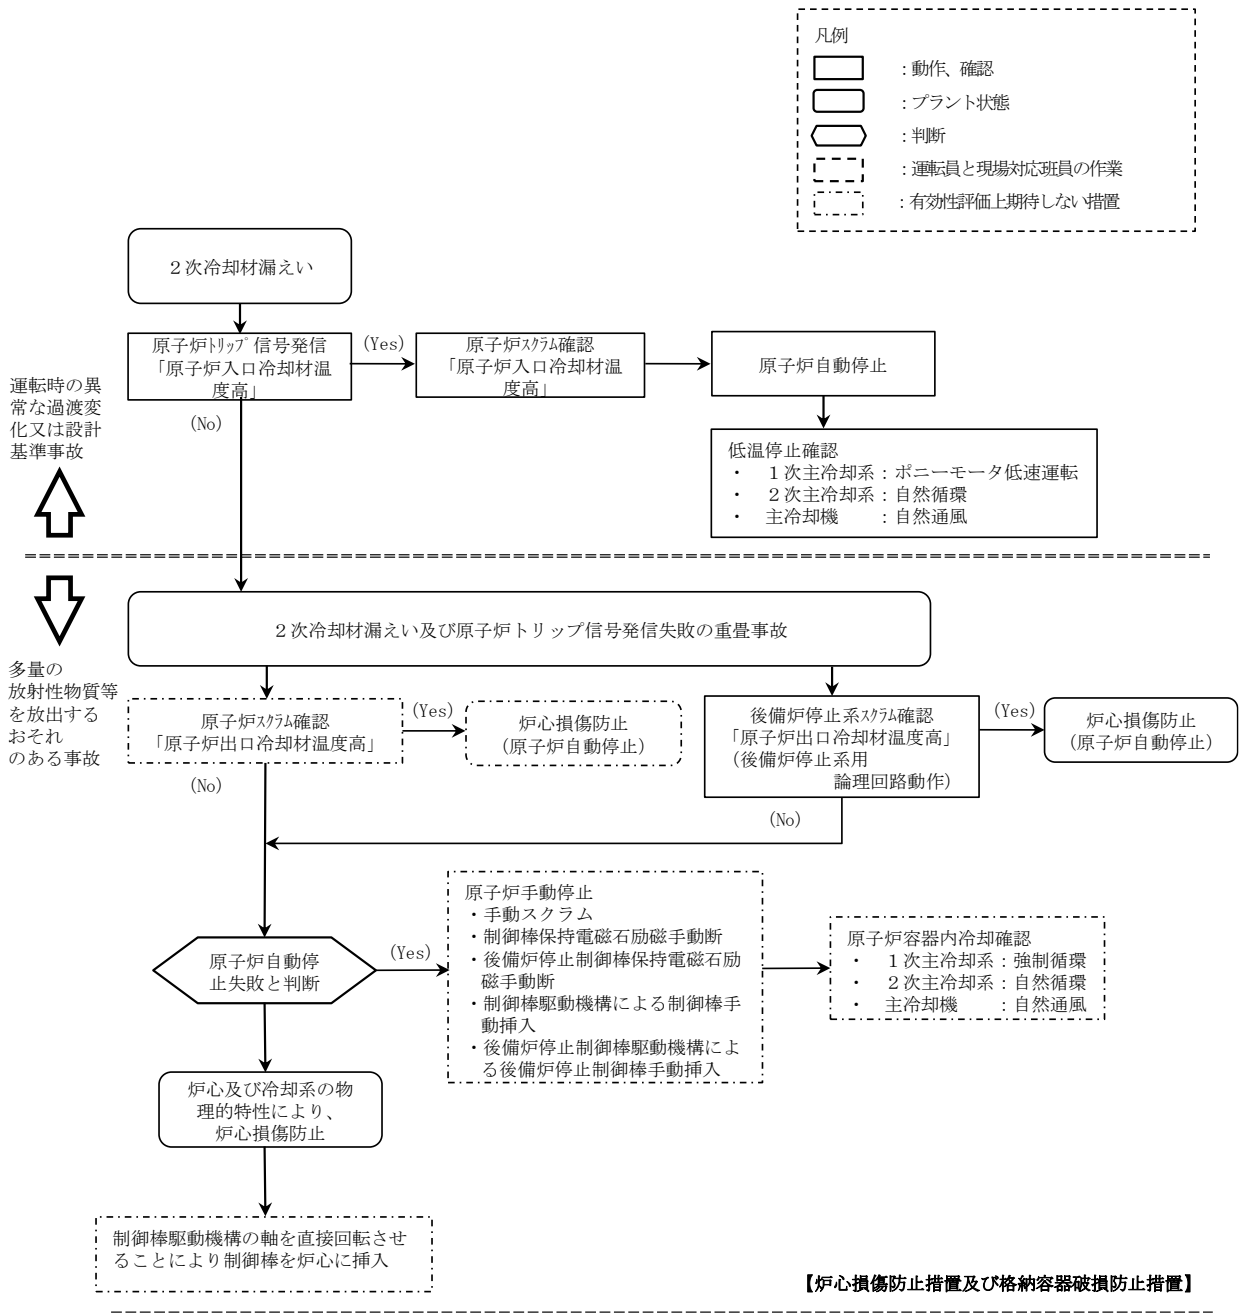 凡例
：動作、確認
：プラント状態
：判断
：運転員と現場対応班員の作業
：有効性評価上期待しない措置
２次冷却材漏えい
原子炉ﾄﾘｯﾌﾟ信号発信
「原子炉入口冷却材温
度高」
(Yes)
原子炉ｽｸﾗﾑ確認
「原子炉入口冷却材温
度高」
原子炉自動停止
(No)
低温停止確認
・　１次主冷却系：ポニーモータ低速運転
・　２次主冷却系：自然循環
・　主冷却機　　：自然通風
運転時の異
常な過渡変
化又は設計
基準事故
多量の
放射性物質等
を放出する
おそれ
のある事故
２次冷却材漏えい及び原子炉トリップ信号発信失敗の重畳事故
原子炉ｽｸﾗﾑ確認
「原子炉出口冷却材温度高」
(Yes)
炉心損傷防止
（原子炉自動停止）
後備炉停止系ｽｸﾗﾑ確認
「原子炉出口冷却材温度高」
（後備炉停止系用
論理回路動作）
(Yes)
炉心損傷防止
（原子炉自動停止）
(No)
(No)
原子炉自動停
止失敗と判断
(Yes)
原子炉手動停止
・手動スクラム
・制御棒保持電磁石励磁手動断
・後備炉停止制御棒保持電磁石励
磁手動断
・制御棒駆動機構による制御棒手
動挿入
・後備炉停止制御棒駆動機構によ
る後備炉停止制御棒手動挿入
原子炉容器内冷却確認
・　１次主冷却系：強制循環
・　２次主冷却系：自然循環
・　主冷却機　　：自然通風
炉心及び冷却系の物
理的特性により、
炉心損傷防止
制御棒駆動機構の軸を直接回転させ
ることにより制御棒を炉心に挿入
【炉心損傷防止措置及び格納容器破損防止措置】